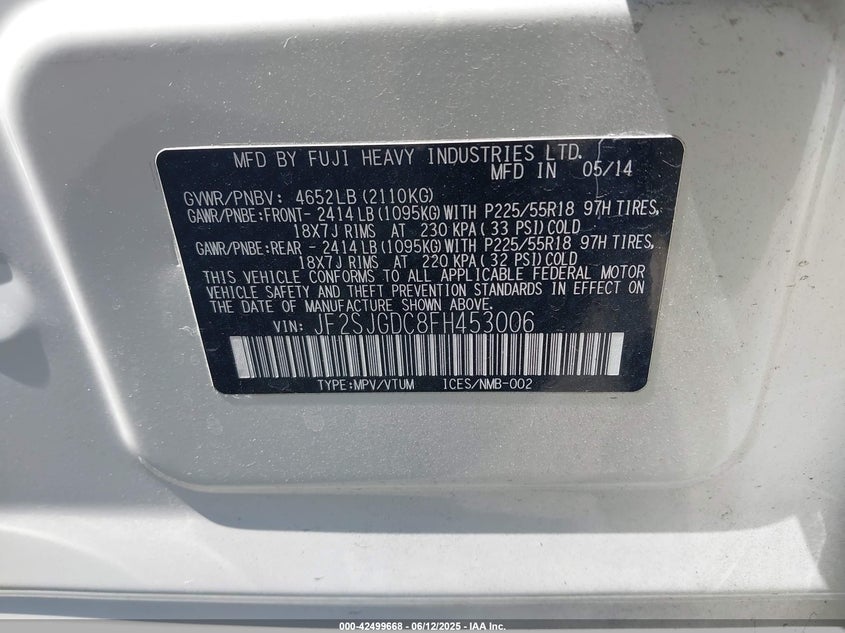 MFD BY FUJI HEAVY INDUSTRIES LTD.
MFD IN 05/14
GVWR/PNBV: 4652LB(2110KG)
GAWR/PNBE:FRONT- 2414 LB(1095KG)WITH P225/55R18 97H TIRES,
18X7J RIMS AT 230 KPA( 33 PSI)COLD
GAWR/PNBE:REAR - 2414 LB(1095KG)WITH P225/55R18 97H TIRES,
18X7J RIMS AT 220 KPA( 32 PSI)COLD
THIS VEHICLE CONFORMS TO ALL APPLICABLE FEDERAL MOTOR
VEHICLE SAFETY AND THEFT PREVENTION STANDARDS IN EFFECT ON
THE DATE OF MANUFACTURE SHOWN ABOVE.
VIN: JF2SJGDC8FH453006
TYPE:MPV/VTUM ICES/NMB-002
000-42499668 - 06/12/2025 - IAA Inc.